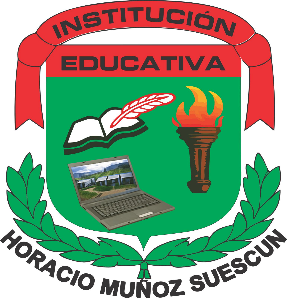 INSTITUCIÓN
EDUCATIVA
HORACIO MUÑOZ SUESCUN